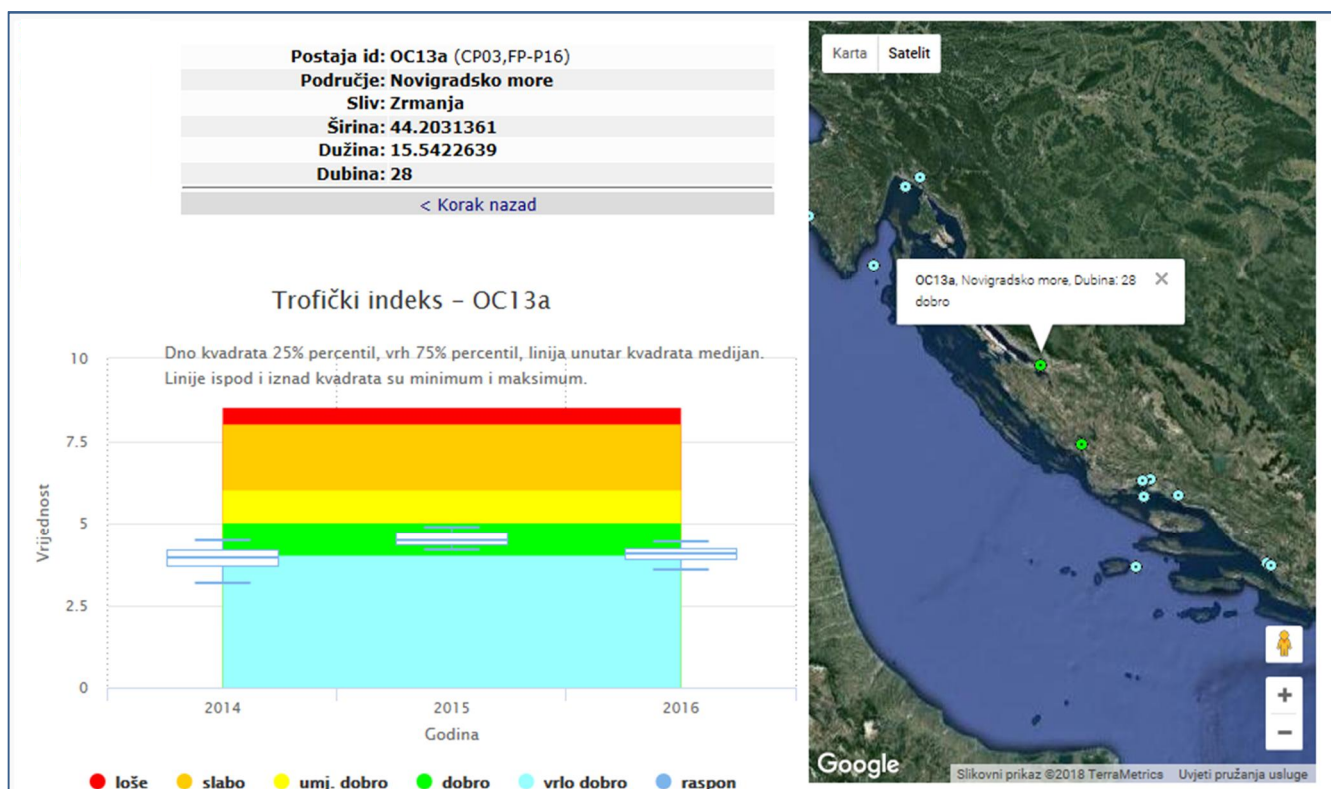 Postaja id: OC13a (CP03,FP-P16)
Područje: Novigradsko more
Sliv: Zrmanja
Širina: 44.2031361
Dužina: 15.5422639
Dubina: 28
< Korak nazad
Trofički indeks – OC13a
Dno kvadrata 25% percentil, vrh 75% percentil, linija unutar kvadrata medijan.
Linije ispod i iznad kvadrata su minimum i maksimum.
10
7.5
5
2.5
0
Vrijednost
2014
2015
2016
Godina
loše
slabo
umj. dobro
dobro
vrlo dobro
raspon
Karta
Satelit
OC13a, Novigradsko more, Dubina: 28
dobro
Google
Slikovni prikaz ©2018 TerraMetrics
Uvjeti pružanja usluge